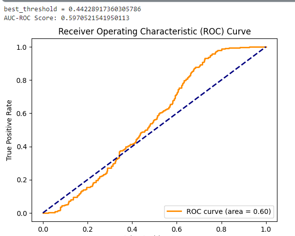 best_threshold = 0.44228917360305786
AUC-ROC Score: 0.5970521541950113
Receiver Operating Characteristic (ROC) Curve
1.0
0.8
0.6
0.4
0.2
0.0
True Positive Rate
ROC curve (area = 0.60)
0.0 0.2 0.4 0.6 0.8 1.0